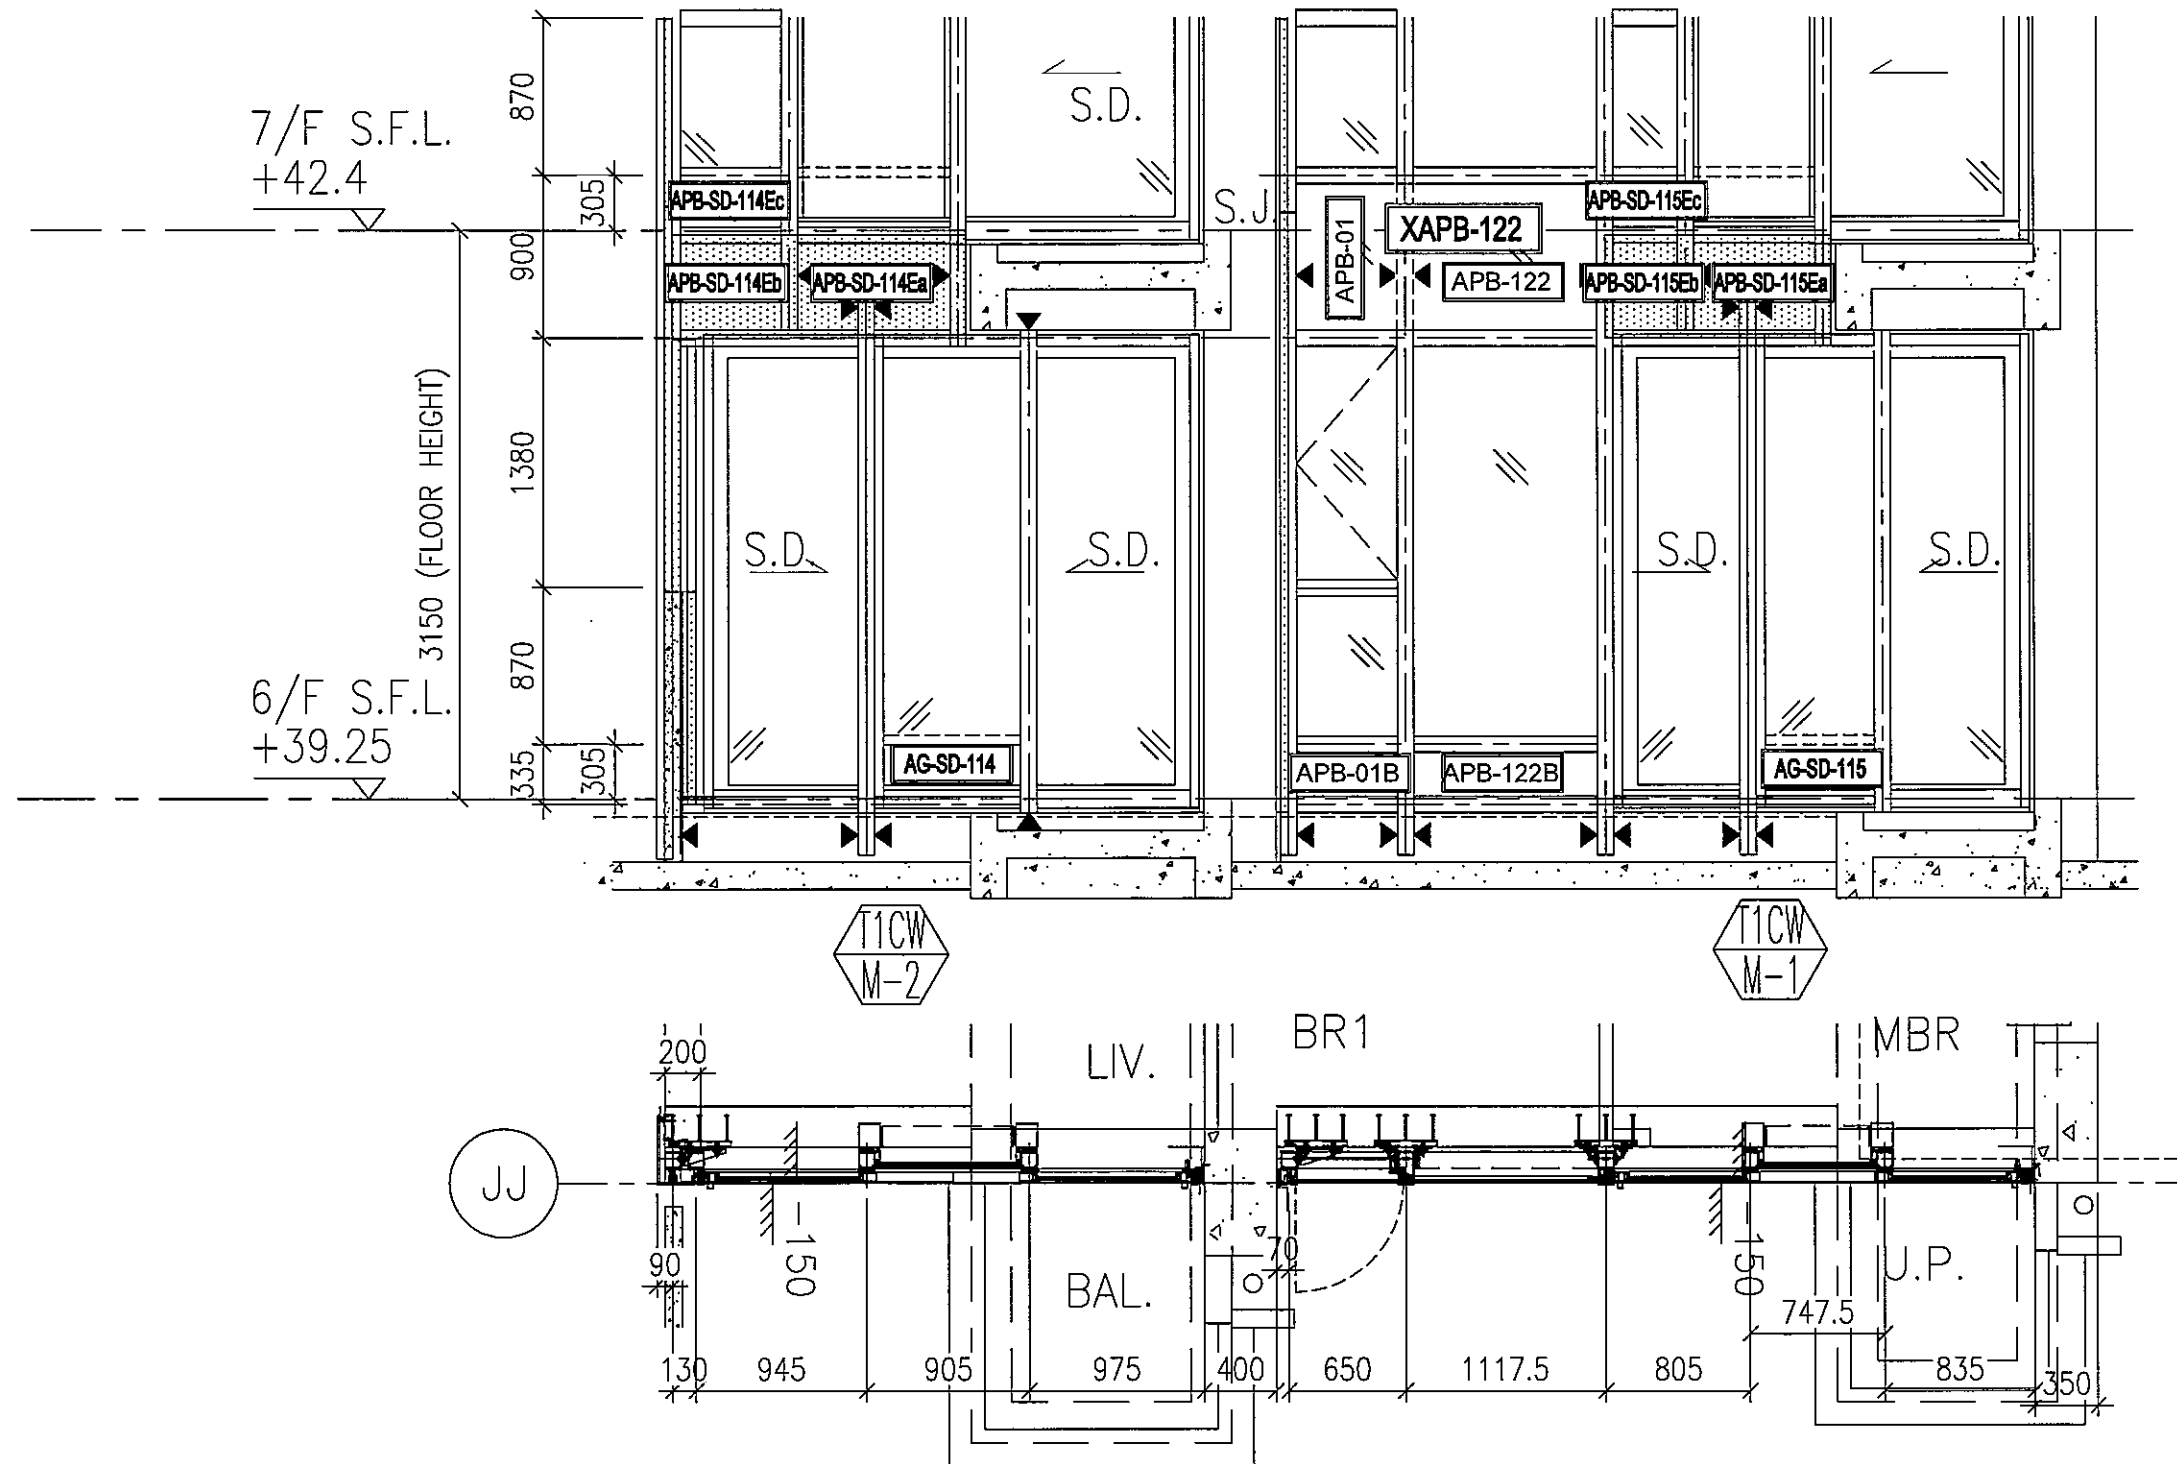 870
7/F S.F.L.
+42.4
305
900
3150 (FLOOR HEIGHT)
1380
870
6/F S.F.L.
+39.25
335
305
S.D.
S.J.
APB-SD-114Ec
APB-SD-114Eb
APB-SD-114Ea
APB-01
XAPB-122
APB-122
APB-SD-115Ec
APB-SD-115Eb
APB-SD-115Ea
S.D.
S.D.
S.D.
S.D.
AG-SD-114
APB-01B
APB-122B
AG-SD-115
T1CW
M-2
T1CW
M-1
200
LIV.
BR1
MBR
JJ
90
-150
BAL.
70
-150
U.P.
747.5
130
945
905
975
400
650
1117.5
805
835
350